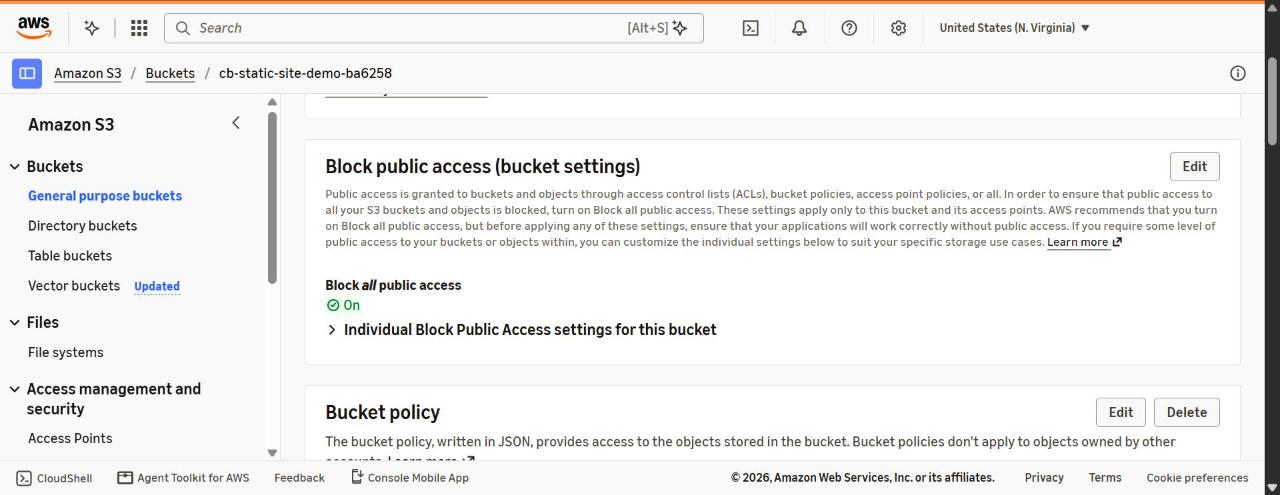 aws
Search
[Alt+S]
United States (N. Virginia)
Amazon S3 / Buckets / cb-static-site-demo-ba6258
Amazon S3
Buckets
General purpose buckets
Directory buckets
Table buckets
Vector buckets Updated
Files
File systems
Access management and
security
Access Points
Block public access (bucket settings)
Edit
Public access is granted to buckets and objects through access control lists (ACLs), bucket policies, access point policies, or all. In order to ensure that public access to
all your S3 buckets and objects is blocked, turn on Block all public access. These settings apply only to this bucket and its access points. AWS recommends that you turn
on Block all public access, but before applying any of these settings, ensure that your applications will work correctly without public access. If you require some level of
public access to your buckets or objects within, you can customize the individual settings below to suit your specific storage use cases. Learn more
Block all public access
On
Individual Block Public Access settings for this bucket
Bucket policy
Edit
Delete
The bucket policy, written in JSON, provides access to the objects stored in the bucket. Bucket policies don't apply to objects owned by other
accounts. Learn more
CloudShell
Agent Toolkit for AWS
Feedback
Console Mobile App
© 2026, Amazon Web Services, Inc. or its affiliates.
Privacy
Terms
Cookie preferences